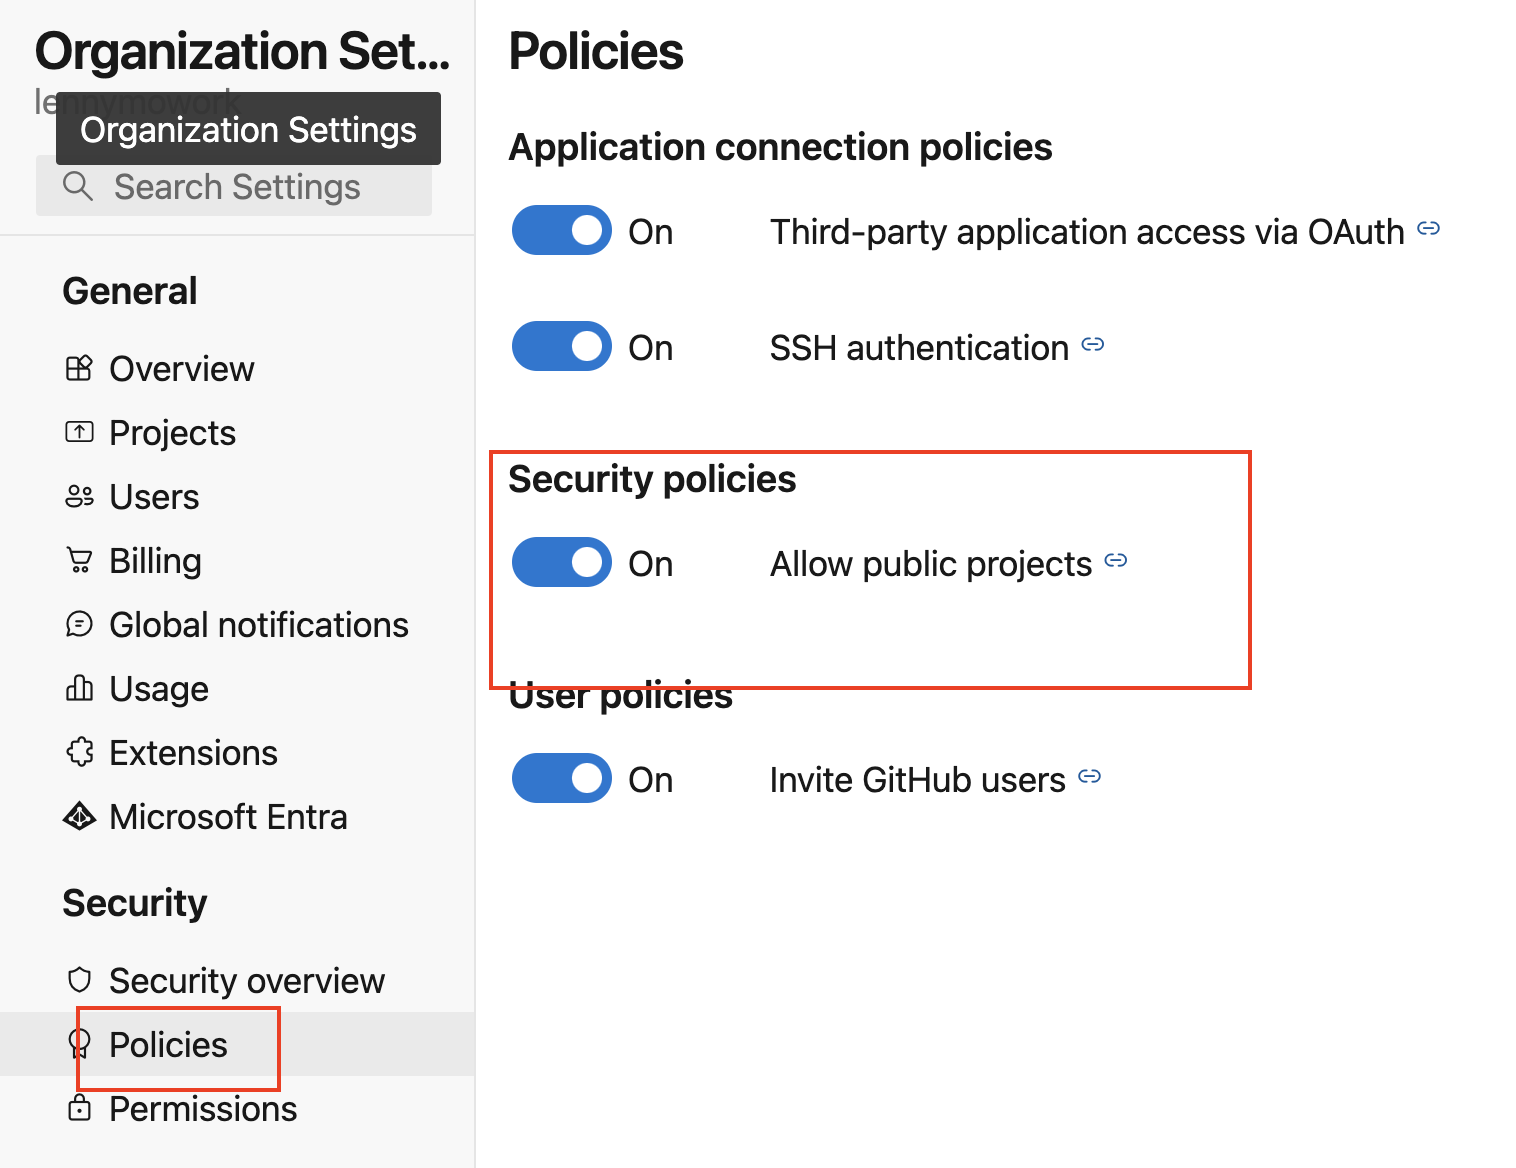 Organization Set...
lennymowork
Organization Settings
Search Settings
General
Overview
Projects
Users
Billing
Global notifications
Usage
Extensions
Microsoft Entra
Security
Security overview
Policies
Permissions
Policies
Application connection policies
On Third-party application access via OAuth
On SSH authentication
Security policies
On Allow public projects
User policies
On Invite GitHub users